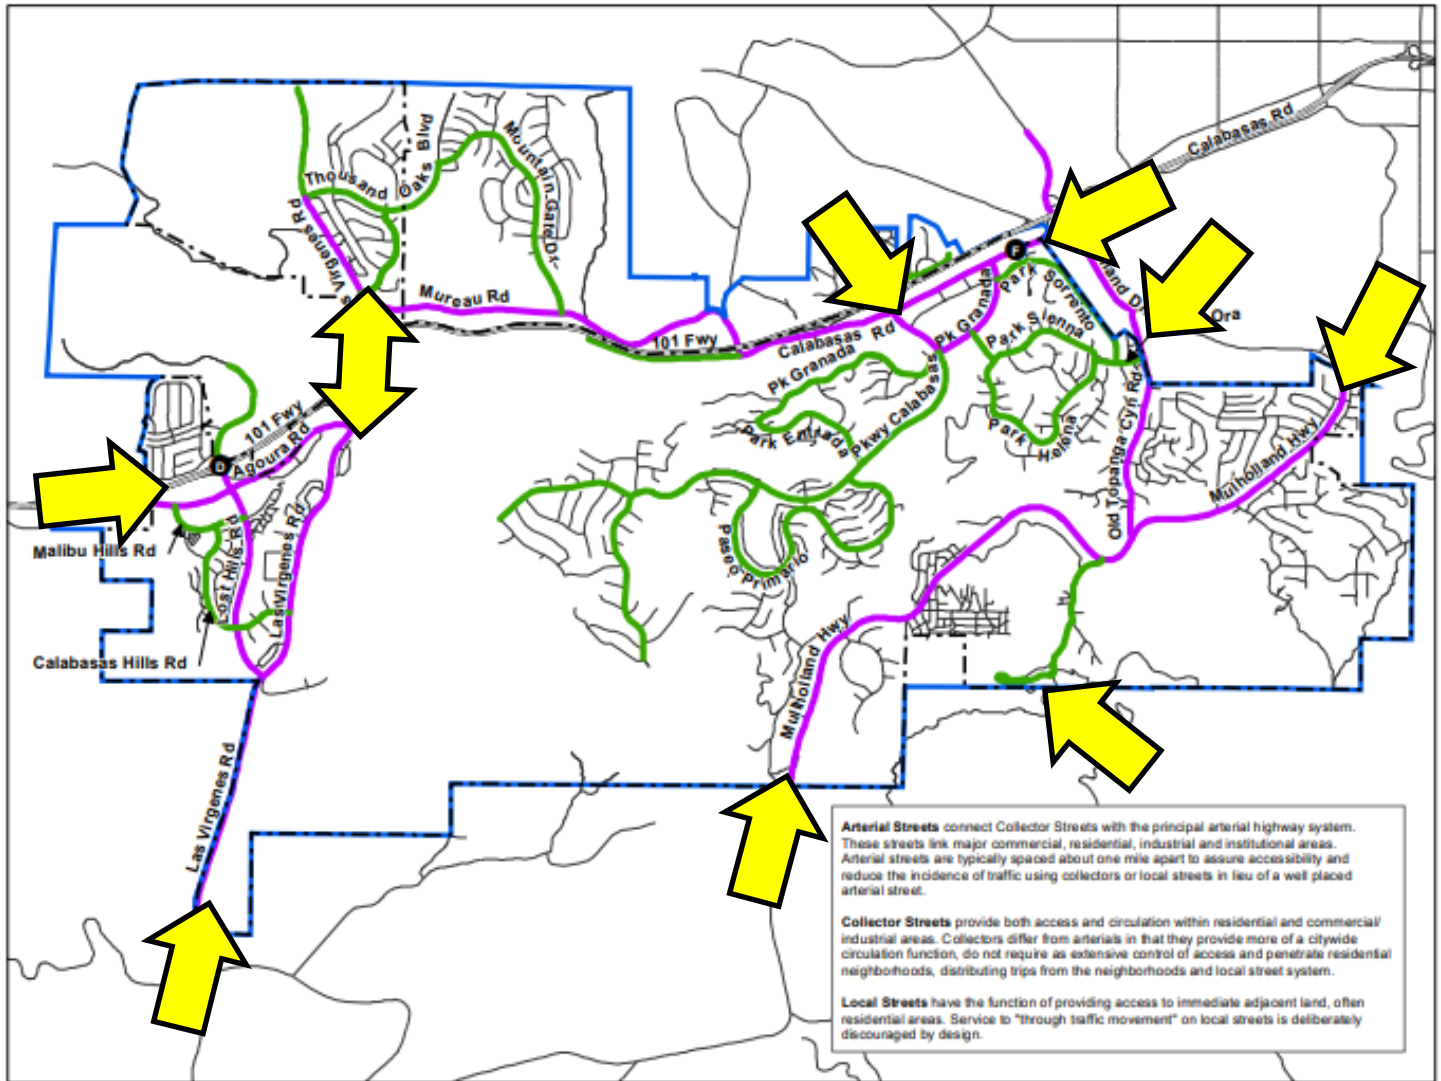 Calabasas Rd
Thousand Oaks Blvd
Mountain Gate Dr
Las Virgenes Rd
Mureau Rd
101 Fwy
Calabasas Rd
F
Park Sorrento
Pk Granada
Park Sienna
Ora
Pk Granada
Pkwy Calabasas
Park Entrada
Park Helena
Old Topanga Cyn Rd
Mulholland Hwy
101 Fwy
Agoura Rd
D
Malibu Hills Rd
Lost Hills Rd
Las Virgenes Rd
Calabasas Hills Rd
Paseo Primario
Mulholland Hwy
Las Virgenes Rd
Arterial Streets connect Collector Streets with the principal arterial highway system.
These streets link major commercial, residential, industrial and institutional areas.
Arterial streets are typically spaced about one mile apart to assure accessibility and
reduce the incidence of traffic using collectors or local streets in lieu of a well placed
arterial street.
Collector Streets provide both access and circulation within residential and commercial/
industrial areas. Collectors differ from arterials in that they provide more of a citywide
circulation function, do not require as extensive control of access and penetrate residential
neighborhoods, distributing trips from the neighborhoods and local street system.
Local Streets have the function of providing access to immediate adjacent land, often
residential areas. Service to "through traffic movement" on local streets is deliberately
discouraged by design.